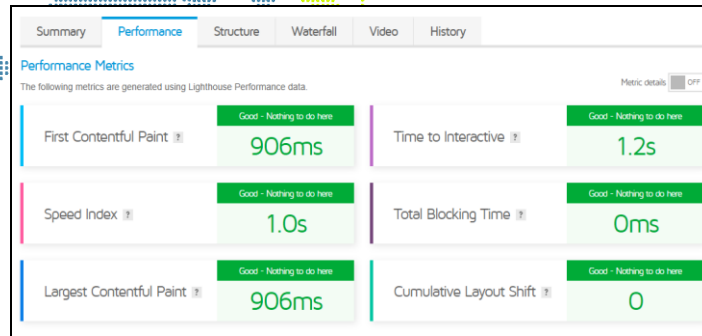 Summary Performance Structure Waterfall Video History
Performance Metrics
The following metrics are generated using Lighthouse Performance data.
Metric details OFF
First Contentful Paint ?
Good - Nothing to do here
906ms
Time to Interactive ?
Good - Nothing to do here
1.2s
Speed Index ?
Good - Nothing to do here
1.0s
Total Blocking Time ?
Good - Nothing to do here
0ms
Largest Contentful Paint ?
Good - Nothing to do here
906ms
Cumulative Layout Shift ?
Good - Nothing to do here
0